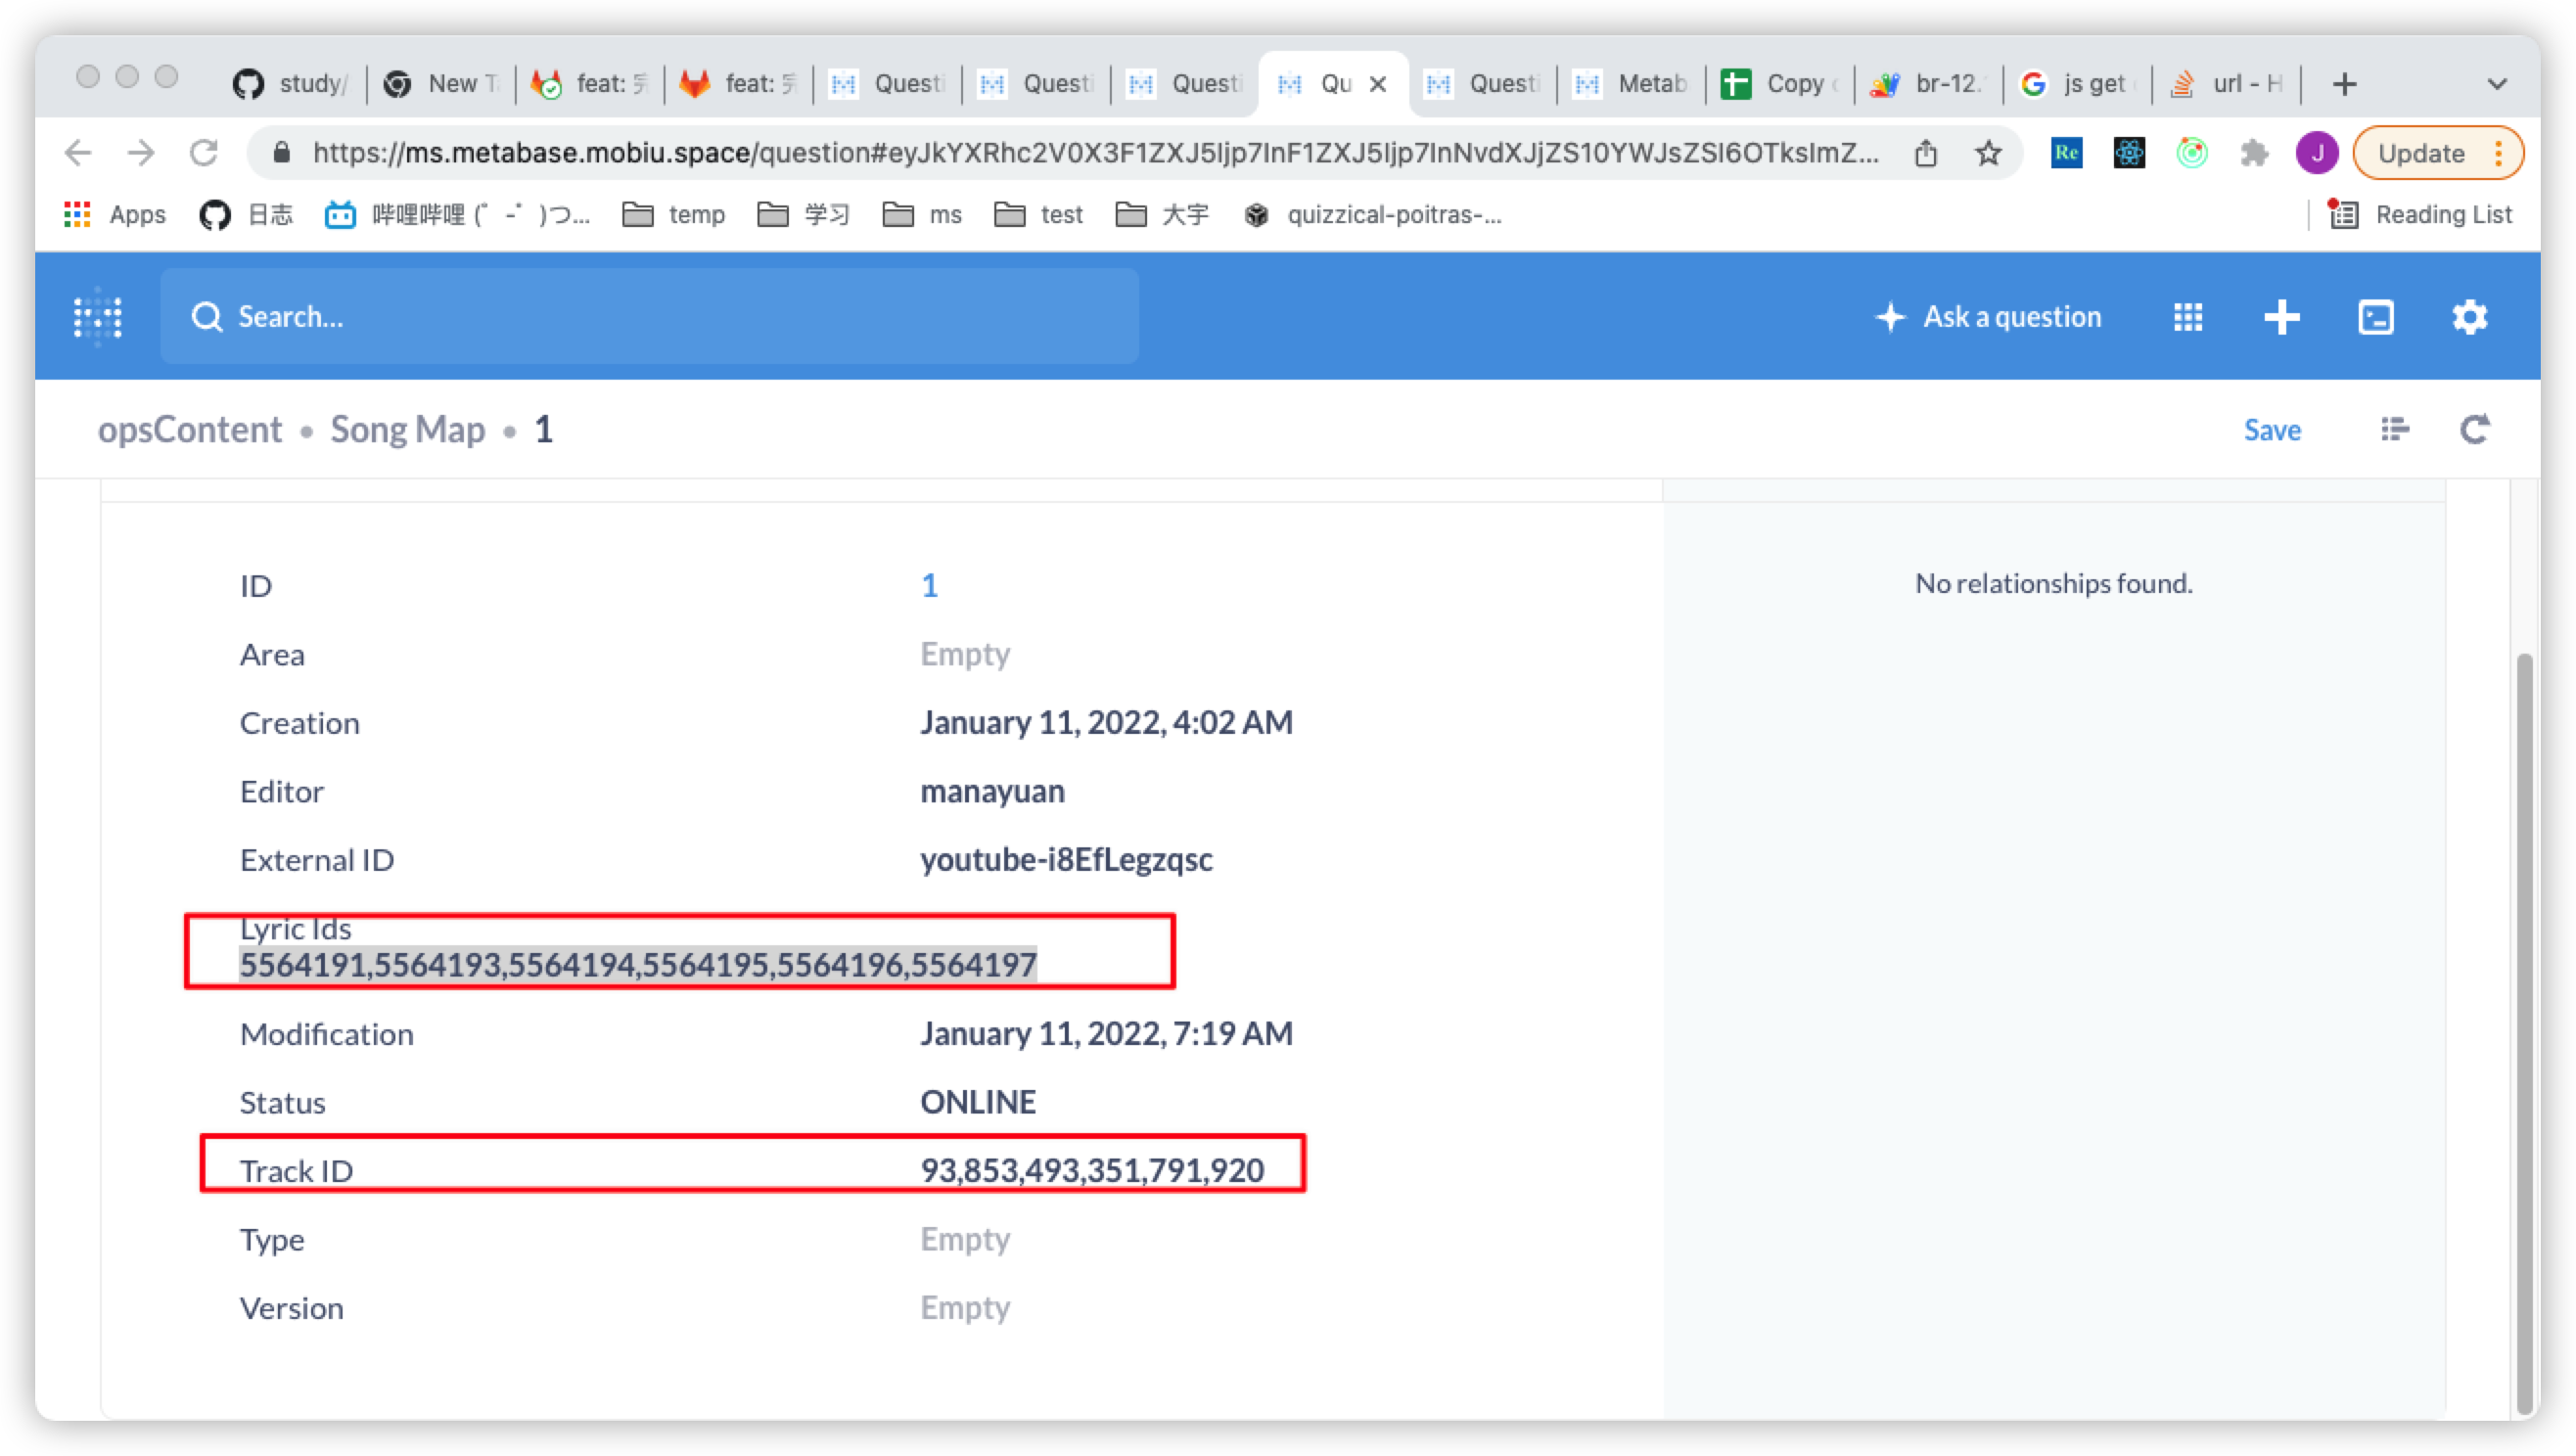 study/ New T feat: 完 feat: 完 Questi Questi Questi Qu Questi Metab Copy br-12. js get url - H
https://ms.metabase.mobiu.space/question#eyJkYXRhc2V0X3F1ZXJ5Ijp7InF1ZXJ5Ijp7InNvdXJjZS10YWJsZSI6OTksImZ... Re J Update
Apps 日志 哔哩哔哩 (゜-゜)つ... temp 学习 ms test 大宇 quizzical-poitras-... Reading List
Search... Ask a question
opsContent • Song Map • 1 Save
ID 1 No relationships found.
Area Empty
Creation January 11, 2022, 4:02 AM
Editor manayuan
External ID youtube-i8EfLegzqsc
Lyric Ids
5564191,5564193,5564194,5564195,5564196,5564197
Modification January 11, 2022, 7:19 AM
Status ONLINE
Track ID 93,853,493,351,791,920
Type Empty
Version Empty